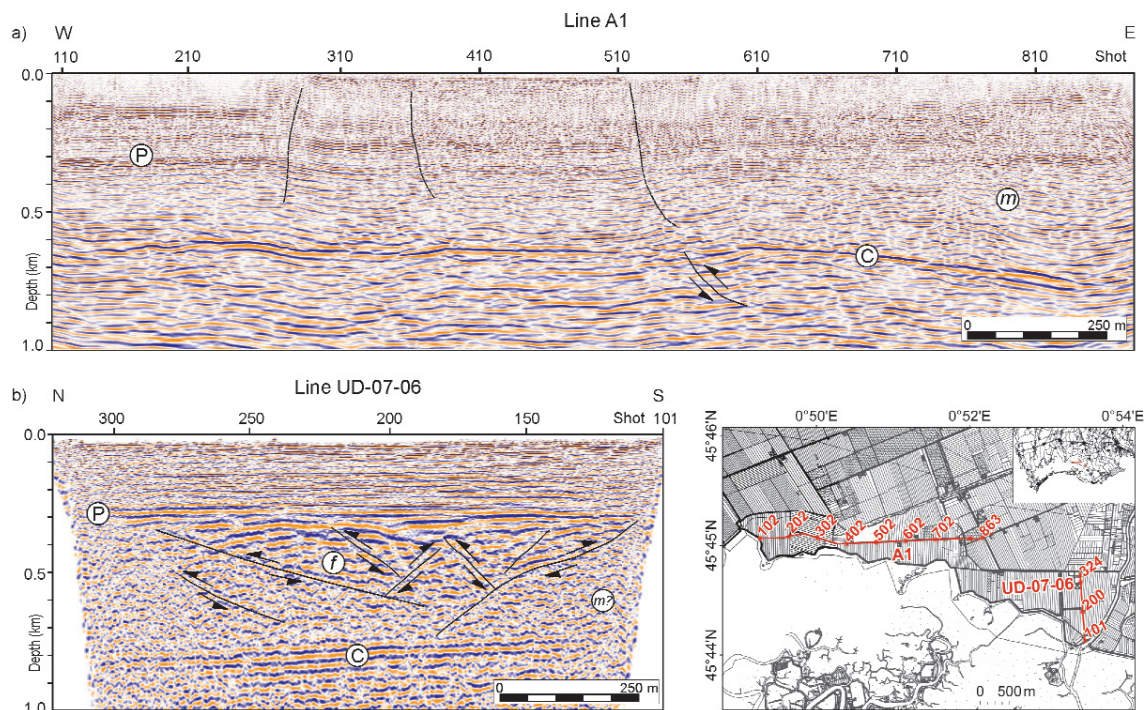 Line A1
a) W E
110 210 310 410 510 610 710 810 Shot
0.0
P
m
0.5
C
Depth (km)
0 250 m
1.0
Line UD-07-06
b) N S
300 250 200 150 Shot 101
0.0
P
f
0.5
m?
Depth (km)
C
0 250 m
1.0
0°50'E 0°52'E 0°54'E
45°46'N
45°45'N
45°44'N
102 202 302 402 502 602 702 863
A1
UD-07-06
324
200
101
0 500m